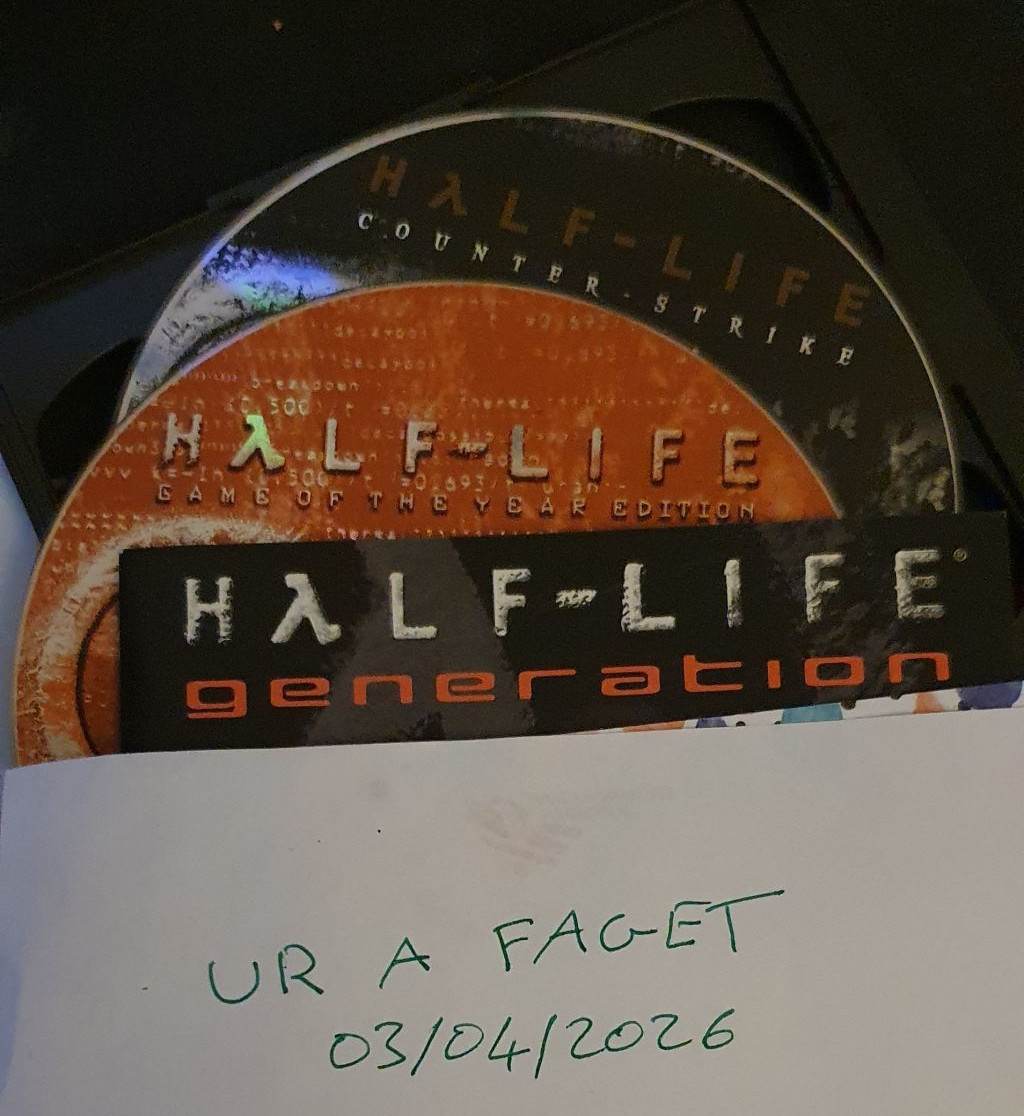 HλLF-LIFE
COUNTER-STRIKE
HλLF-LIFE
GAME OF THE YEAR EDITION
HλLF-LIFE®
generation
UR A FAGET
03/04/2026